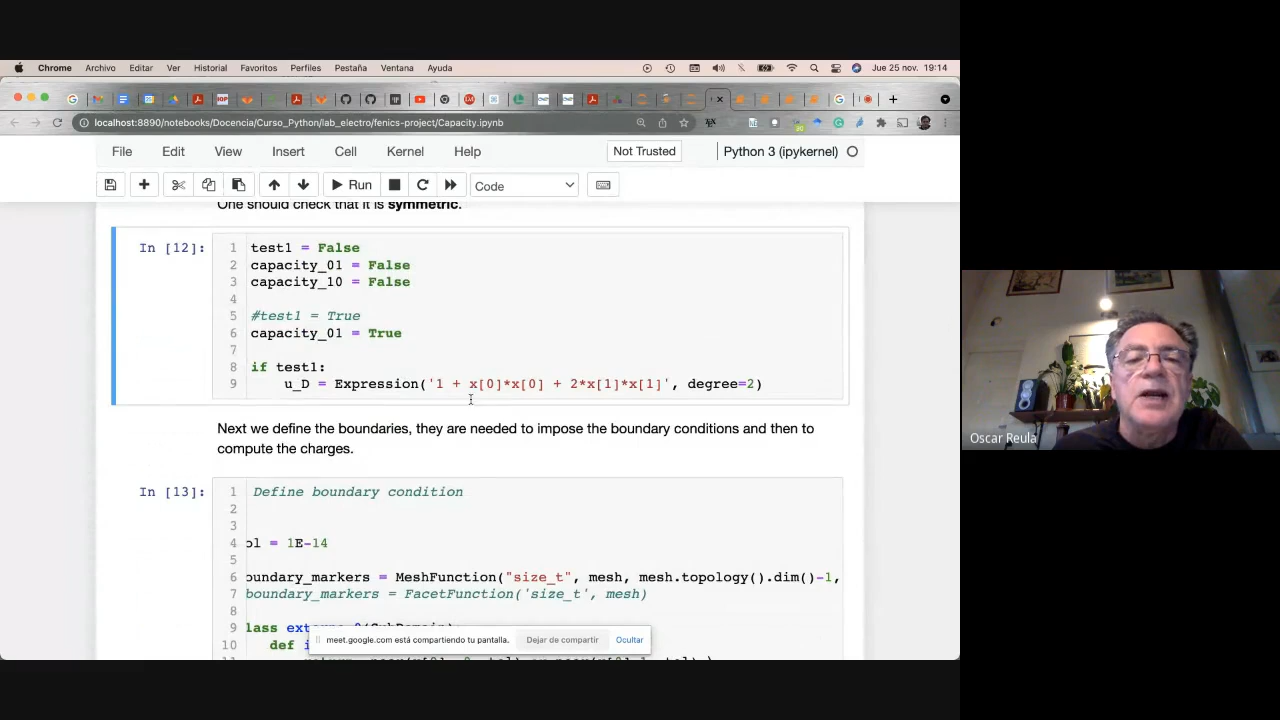 Chrome Archivo Editar Ver Historial Favoritos Perfiles Pestaña Ventana Ayuda Jue 25 nov. 19:14
localhost:8890/notebooks/Docencia/Curso_Python/lab_electro/fenics-project/Capacity.ipynb
File Edit View Insert Cell Kernel Help Not Trusted Python 3 (ipykernel)
Run Code
One should check that it is symmetric.
In [12]: 1 test1 = False
2 capacity_01 = False
3 capacity_10 = False
4
5 #test1 = True
6 capacity_01 = True
7
8 if test1:
9 u_D = Expression('1 + x[0]*x[0] + 2*x[1]*x[1]', degree=2)
Next we define the boundaries, they are needed to impose the boundary conditions and then to
compute the charges.
In [13]: 1 Define boundary condition
2
3
4 ol = 1E-14
5
6 oundary_markers = MeshFunction("size_t", mesh, mesh.topology().dim()-1,
7 boundary_markers = FacetFunction('size_t', mesh)
8
9 lass
10 def
meet.google.com está compartiendo tu pantalla. Dejar de compartir Ocultar
Oscar Reula